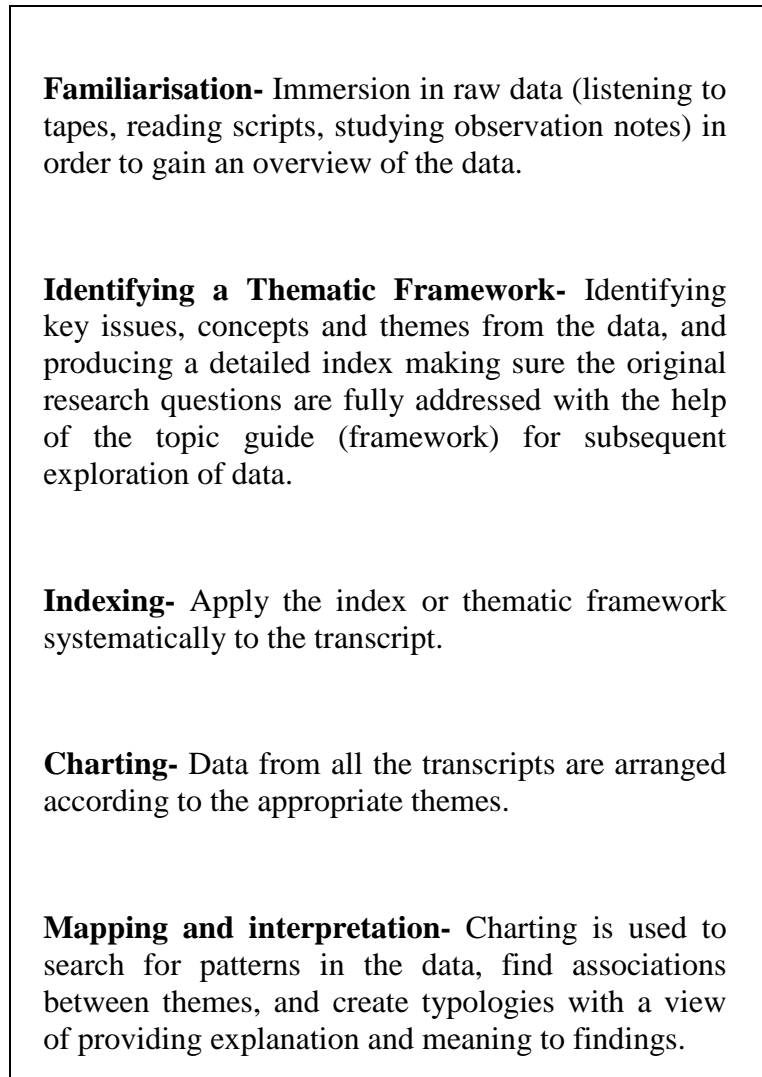 Familiarisation- Immersion in raw data (listening to
tapes, reading scripts, studying observation notes) in
order to gain an overview of the data.
Identifying a Thematic Framework- Identifying
key issues, concepts and themes from the data, and
producing a detailed index making sure the original
research questions are fully addressed with the help
of the topic guide (framework) for subsequent
exploration of data.
Indexing- Apply the index or thematic framework
systematically to the transcript.
Charting- Data from all the transcripts are arranged
according to the appropriate themes.
Mapping and interpretation- Charting is used to
search for patterns in the data, find associations
between themes, and create typologies with a view
of providing explanation and meaning to findings.